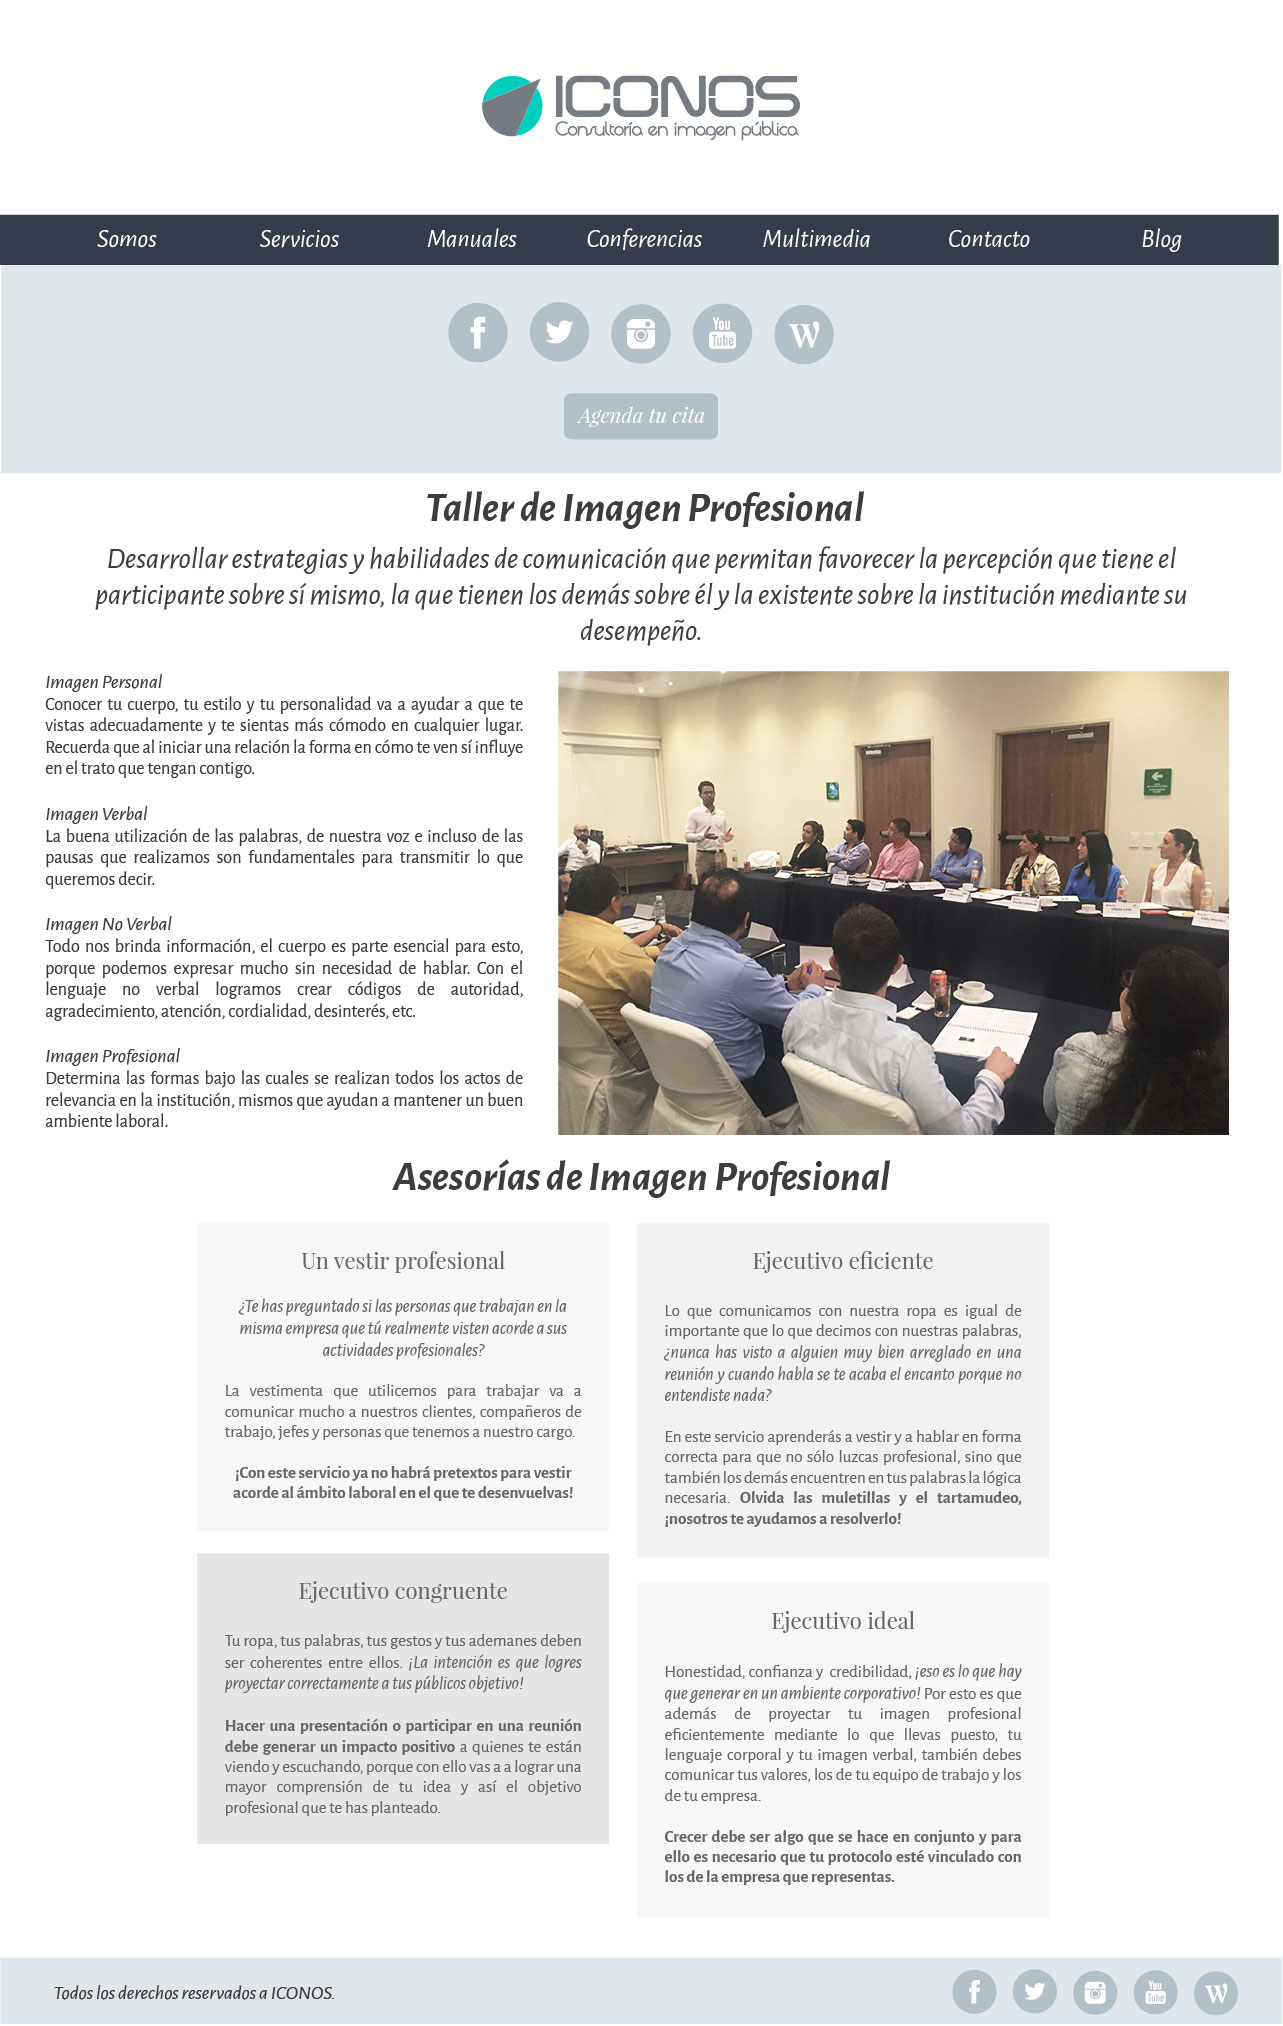 ICONOS
Consultoría en imagen pública
Somos Servicios Manuales Conferencias Multimedia Contacto Blog
f You Tube W
Agenda tu cita
Taller de Imagen Profesional
Desarrollar estrategias y habilidades de comunicación que permitan favorecer la percepción que tiene el
participante sobre sí mismo, la que tienen los demás sobre él y la existente sobre la institución mediante su
desempeño.
Imagen Personal
Conocer tu cuerpo, tu estilo y tu personalidad va a ayudar a que te
vistas adecuadamente y te sientas más cómodo en cualquier lugar.
Recuerda que al iniciar una relación la forma en cómo te ven sí influye
en el trato que tengan contigo.
Imagen Verbal
La buena utilización de las palabras, de nuestra voz e incluso de las
pausas que realizamos son fundamentales para transmitir lo que
queremos decir.
Imagen No Verbal
Todo nos brinda información, el cuerpo es parte esencial para esto,
porque podemos expresar mucho sin necesidad de hablar. Con el
lenguaje no verbal logramos crear códigos de autoridad,
agradecimiento, atención, cordialidad, desinterés, etc.
Imagen Profesional
Determina las formas bajo las cuales se realizan todos los actos de
relevancia en la institución, mismos que ayudan a mantener un buen
ambiente laboral.
Asesorías de Imagen Profesional
Un vestir profesional
¿Te has preguntado si las personas que trabajan en la
misma empresa que tú realmente visten acorde a sus
actividades profesionales?
La vestimenta que utilicemos para trabajar va a
comunicar mucho a nuestros clientes, compañeros de
trabajo, jefes y personas que tenemos a nuestro cargo.
¡Con este servicio ya no habrá pretextos para vestir
acorde al ámbito laboral en el que te desenvuelvas!
Ejecutivo eficiente
Lo que comunicamos con nuestra ropa es igual de
importante que lo que decimos con nuestras palabras,
¿nunca has visto a alguien muy bien arreglado en una
reunión y cuando habla se te acaba el encanto porque no
entendiste nada?
En este servicio aprenderás a vestir y a hablar en forma
correcta para que no sólo luzcas profesional, sino que
también los demás encuentren en tus palabras la lógica
necesaria. Olvida las muletillas y el tartamudeo,
¡nosotros te ayudamos a resolverlo!
Ejecutivo congruente
Tu ropa, tus palabras, tus gestos y tus ademanes deben
ser coherentes entre ellos. ¡La intención es que logres
proyectar correctamente a tus públicos objetivo!
Hacer una presentación o participar en una reunión
debe generar un impacto positivo a quienes te están
viendo y escuchando, porque con ello vas a a lograr una
mayor comprensión de tu idea y así el objetivo
profesional que te has planteado.
Ejecutivo ideal
Honestidad, confianza y credibilidad, ¡eso es lo que hay
que generar en un ambiente corporativo! Por esto es que
además de proyectar tu imagen profesional
eficientemente mediante lo que llevas puesto, tu
lenguaje corporal y tu imagen verbal, también debes
comunicar tus valores, los de tu equipo de trabajo y los
de tu empresa.
Crecer debe ser algo que se hace en conjunto y para
ello es necesario que tu protocolo esté vinculado con
los de la empresa que representas.
Todos los derechos reservados a ICONOS.
f You Tube W